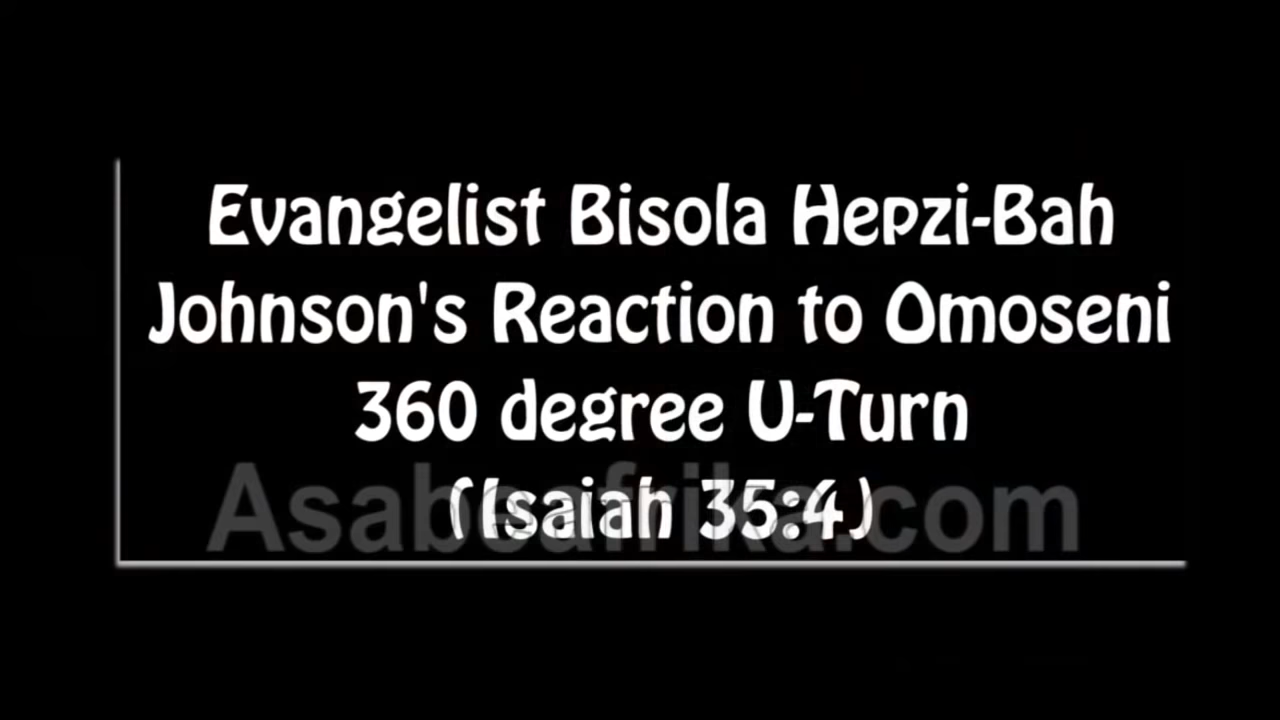 Evangelist Bisola Hepzi-Bah
Johnson's Reaction to Omoseni
360 degree U-Turn
(Isaiah 35:4)
Asabeafrika.com